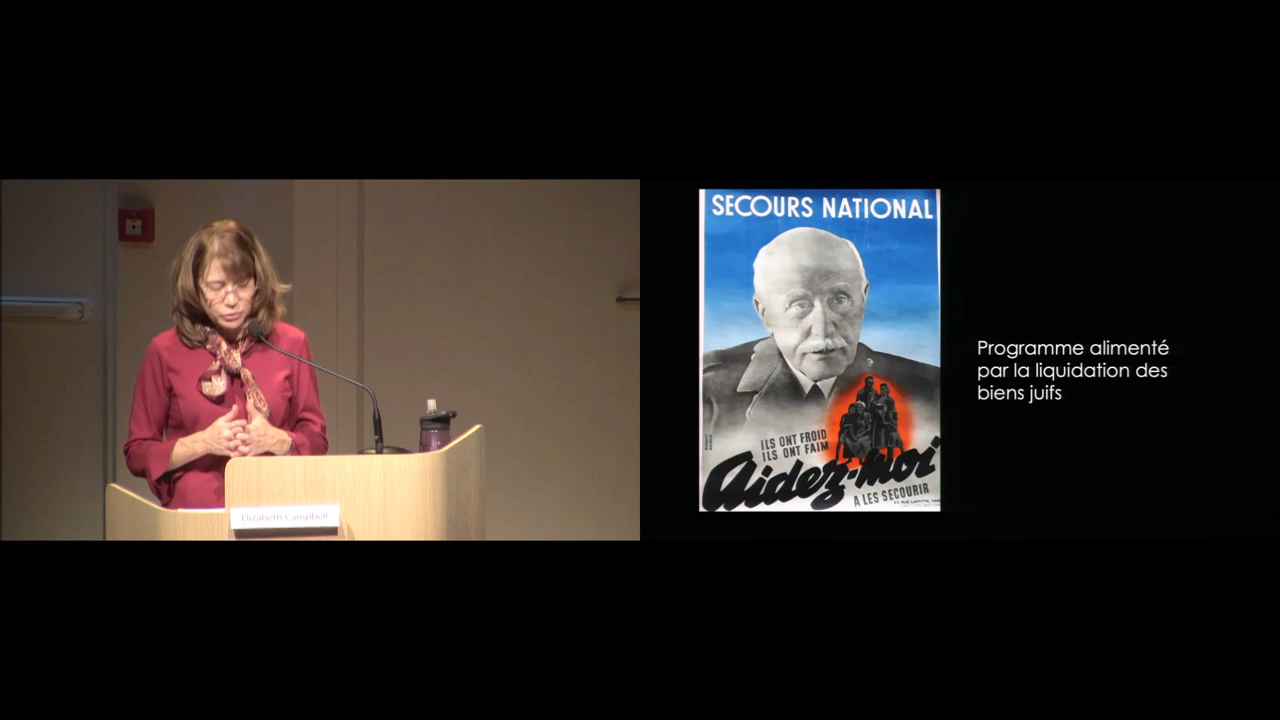 Elizabeth Campbell
SECOURS NATIONAL
ILS ONT FROID
ILS ONT FAIM
Aidez-moi
A LES SECOURIR
Programme alimenté
par la liquidation des
biens juifs